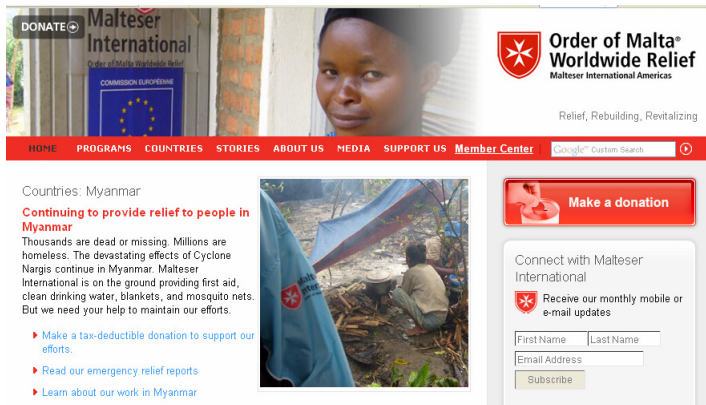 DONATE
Malteser
International
Order of Malta Worldwide Relief
COMMISSION EUROPÉENNE
Order of Malta®
Worldwide Relief
Malteser International Americas
Relief, Rebuilding, Revitalizing
HOME PROGRAMS COUNTRIES STORIES ABOUT US MEDIA SUPPORT US Member Center
Google™ Custom Search
Countries: Myanmar
Continuing to provide relief to people in
Myanmar
Thousands are dead or missing. Millions are
homeless. The devastating effects of Cyclone
Nargis continue in Myanmar. Malteser
International is on the ground providing first aid,
clean drinking water, blankets, and mosquito nets.
But we need your help to maintain our efforts.
Make a tax-deductible donation to support our
efforts.
Read our emergency relief reports
Learn about our work in Myanmar
Malte
Make a donation
Connect with Malteser
International
Receive our monthly mobile or
e-mail updates
First Name Last Name
Email Address
Subscribe